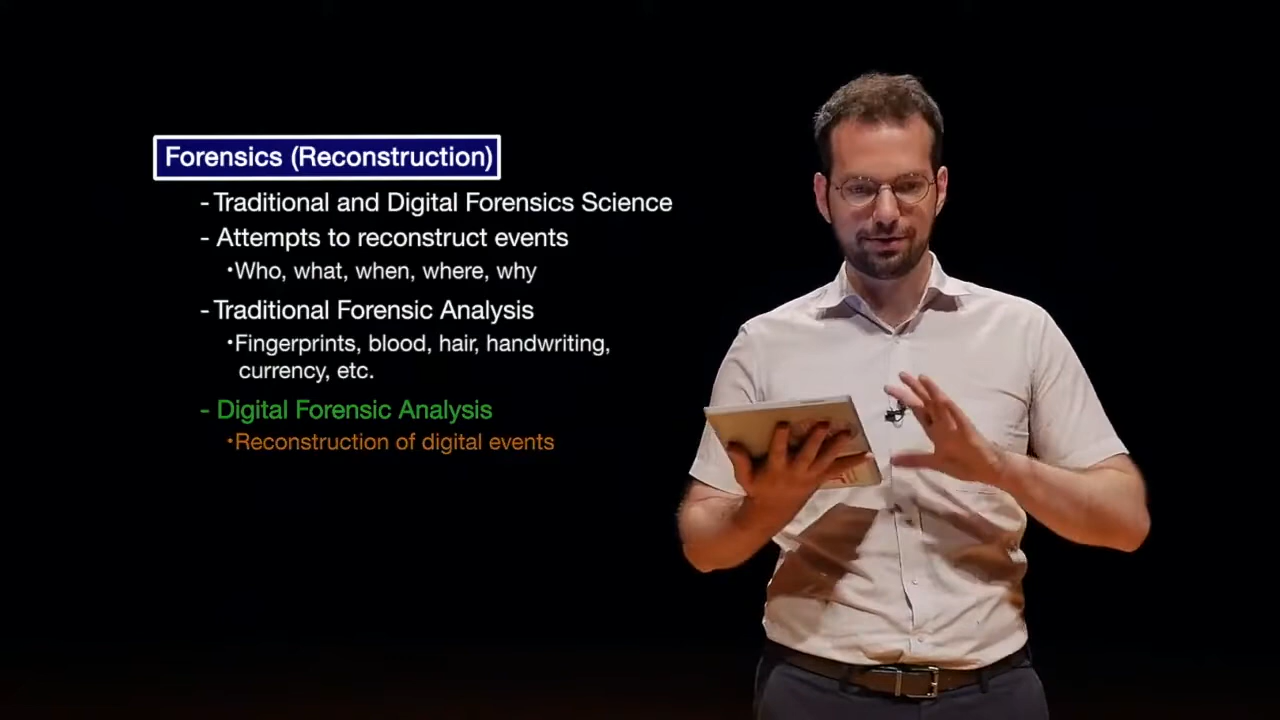 Forensics (Reconstruction)
- Traditional and Digital Forensics Science
- Attempts to reconstruct events
•Who, what, when, where, why
- Traditional Forensic Analysis
•Fingerprints, blood, hair, handwriting,
currency, etc.
- Digital Forensic Analysis
•Reconstruction of digital events